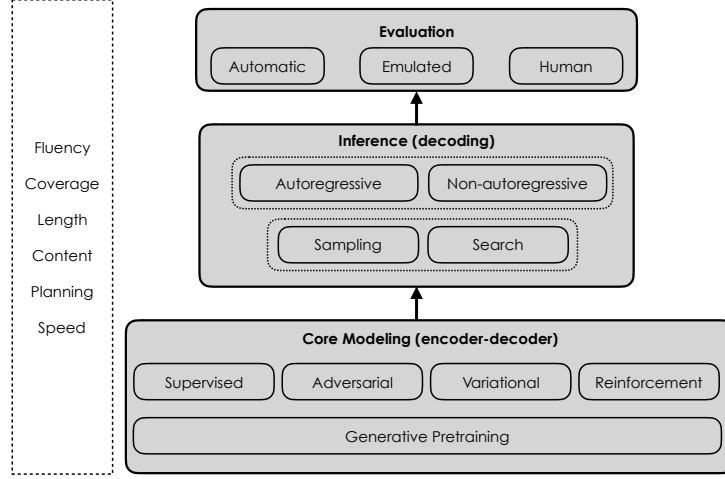 Evaluation
Automatic
Emulated
Human
Inference (decoding)
Autoregressive
Non-autoregressive
Sampling
Search
Fluency
Coverage
Length
Content
Planning
Speed
Core Modeling (encoder-decoder)
Supervised
Adversarial
Variational
Reinforcement
Generative Pretraining